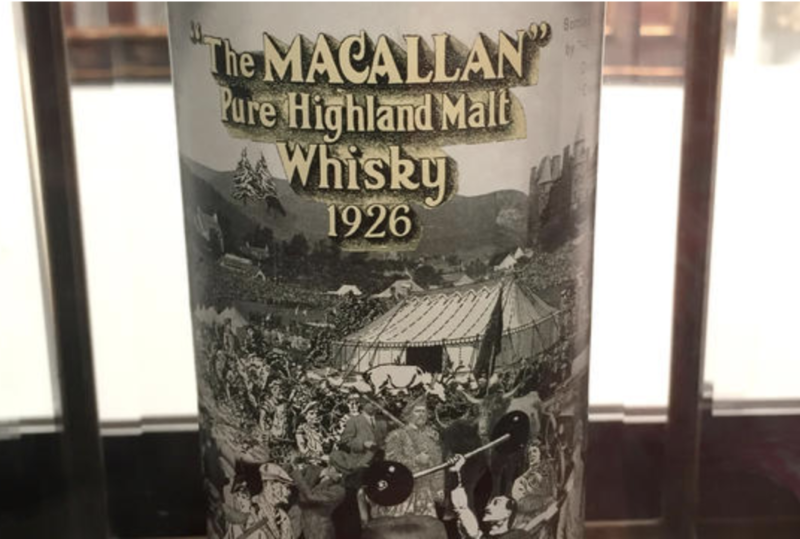 "The MACALLAN"
Pure Highland Malt
Whisky
1926